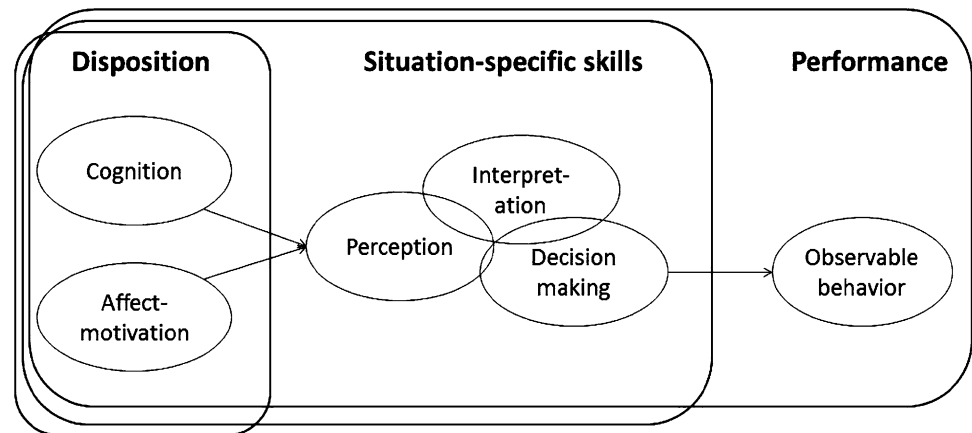 Disposition
Situation-specific skills
Performance
Cognition
Affect-
motivation
Perception
Interpret-
ation
Decision
making
Observable
behavior